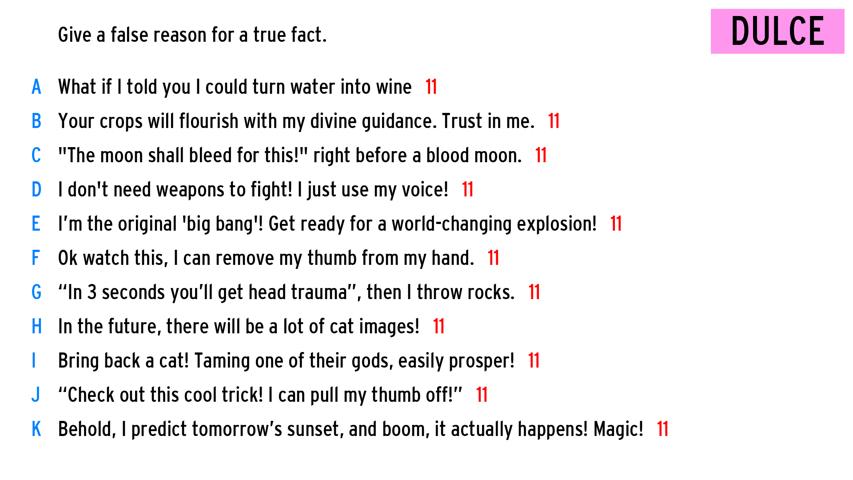 Give a false reason for a true fact.
DULCE
A What if I told you I could turn water into wine 11
B Your crops will flourish with my divine guidance. Trust in me. 11
C "The moon shall bleed for this!" right before a blood moon. 11
D I don't need weapons to fight! I just use my voice! 11
E I’m the original 'big bang'! Get ready for a world-changing explosion! 11
F Ok watch this, I can remove my thumb from my hand. 11
G “In 3 seconds you’ll get head trauma”, then I throw rocks. 11
H In the future, there will be a lot of cat images! 11
I Bring back a cat! Taming one of their gods, easily prosper! 11
J “Check out this cool trick! I can pull my thumb off!” 11
K Behold, I predict tomorrow’s sunset, and boom, it actually happens! Magic! 11